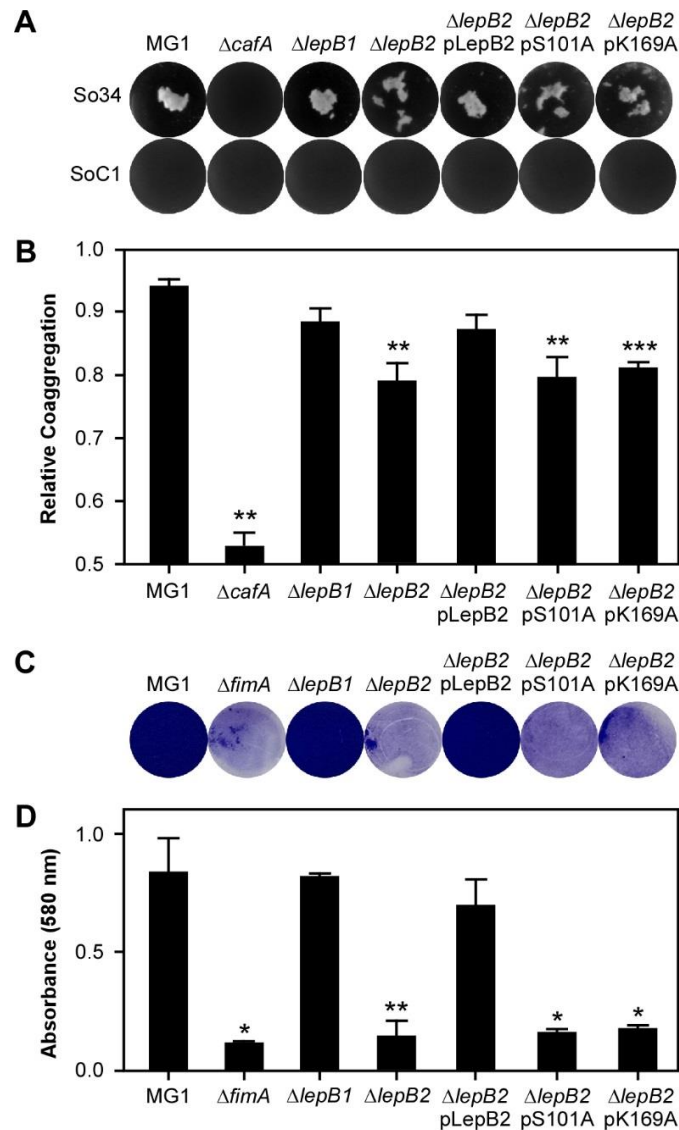 A
MG1 ΔcafA ΔlepB1 ΔlepB2 ΔlepB2 pLepB2 ΔlepB2 pS101A ΔlepB2 pK169A
So34
SoC1
B
Relative Coaggregation
1.0
0.9
0.8
0.7
0.6
0.5
** ** ** ***
MG1 ΔcafA ΔlepB1 ΔlepB2 ΔlepB2 pLepB2 ΔlepB2 pS101A ΔlepB2 pK169A
C
MG1 ΔfimA ΔlepB1 ΔlepB2 ΔlepB2 pLepB2 ΔlepB2 pS101A ΔlepB2 pK169A
D
Absorbance (580 nm)
1.0
0.5
0.0
* ** * *
MG1 ΔfimA ΔlepB1 ΔlepB2 ΔlepB2 pLepB2 ΔlepB2 pS101A ΔlepB2 pK169A